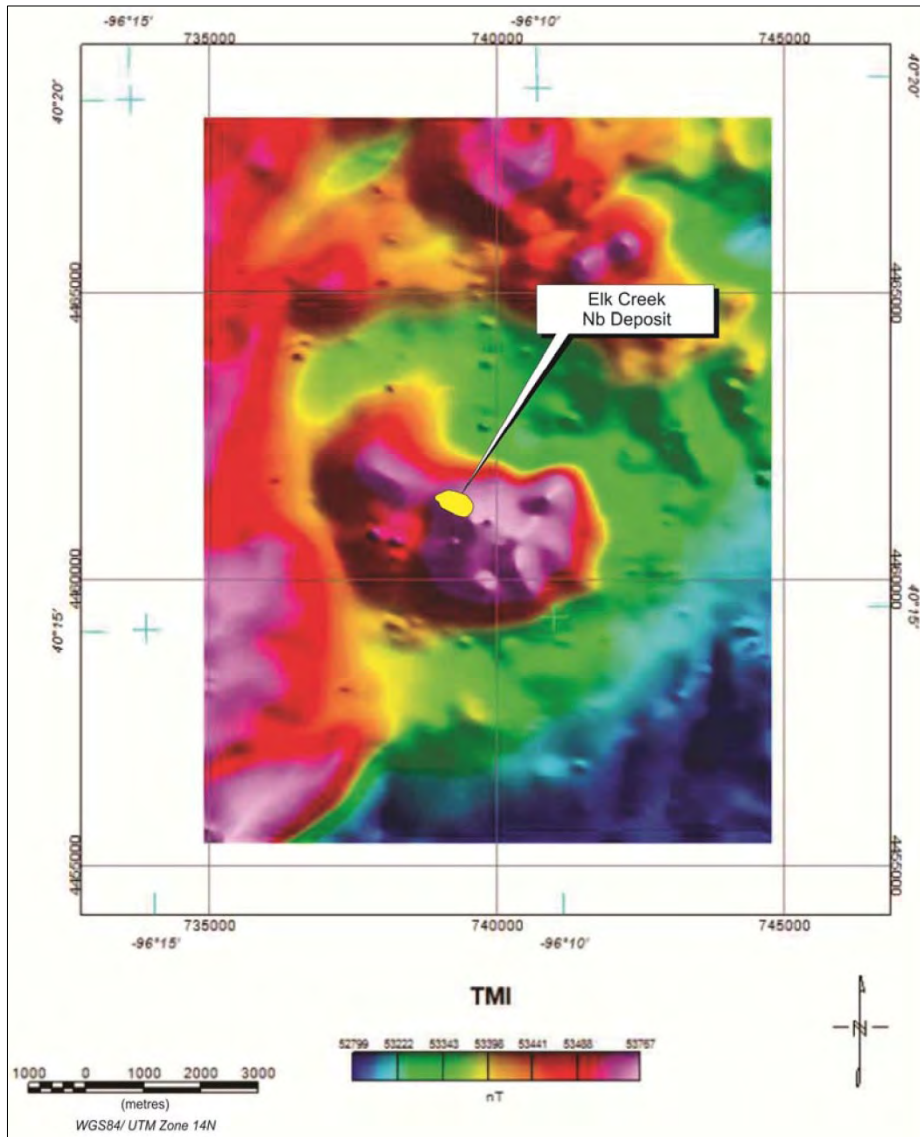 -96°15'
-96°10'
735000
740000
745000
40°20'
40°20'
Elk Creek
Nb Deposit
4465000
4465000
4460000
4460000
40°15'
40°15'
4455000
4455000
735000
740000
745000
-96°15'
-96°10'
TMI
52799 53222 53343 53396 53441 53488 53767
nT
N
1000 0 1000 2000 3000
(metres)
WGS84/ UTM Zone 14N